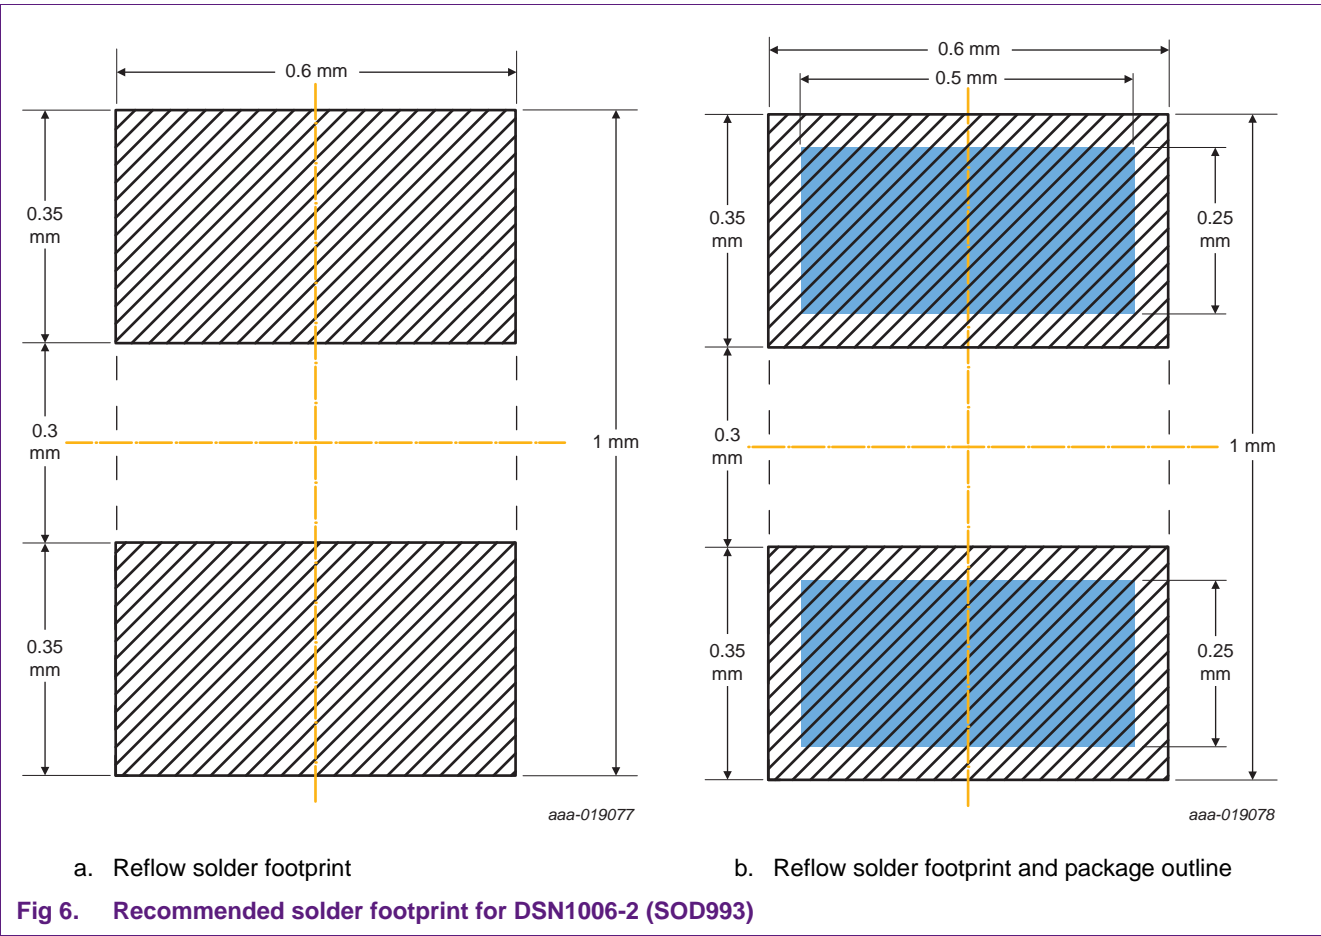 0.6 mm
0.35
mm
0.3
mm
1 mm
0.35
mm
aaa-019077
a. Reflow solder footprint
0.6 mm
0.5 mm
0.35
mm
0.25
mm
0.3
mm
1 mm
0.35
mm
0.25
mm
aaa-019078
b. Reflow solder footprint and package outline
Fig 6. Recommended solder footprint for DSN1006-2 (SOD993)